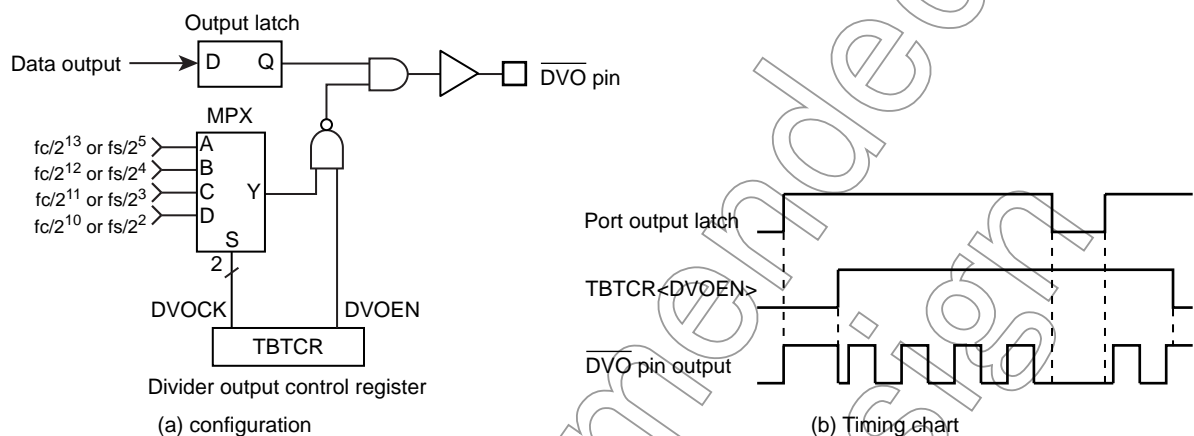 Output latch
Data output
D Q
DVO pin
MPX
fc/2^13 or fs/2^5
A
fc/2^12 or fs/2^4
B
fc/2^11 or fs/2^3
C
Y
fc/2^10 or fs/2^2
D
S
2
DVOCK
DVOEN
TBTCR
Divider output control register
(a) configuration
Port output latch
TBTCR<DVOEN>
DVO pin output
(b) Timing chart